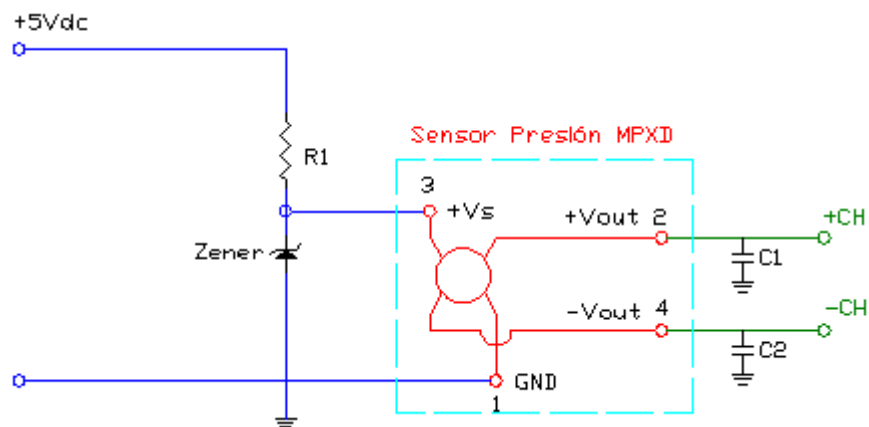 +5Vdc
Sensor Presión MPXD
R1
3
+Vs
+Vout 2
+CH
Zener
C1
-Vout 4
-CH
C2
GND
1